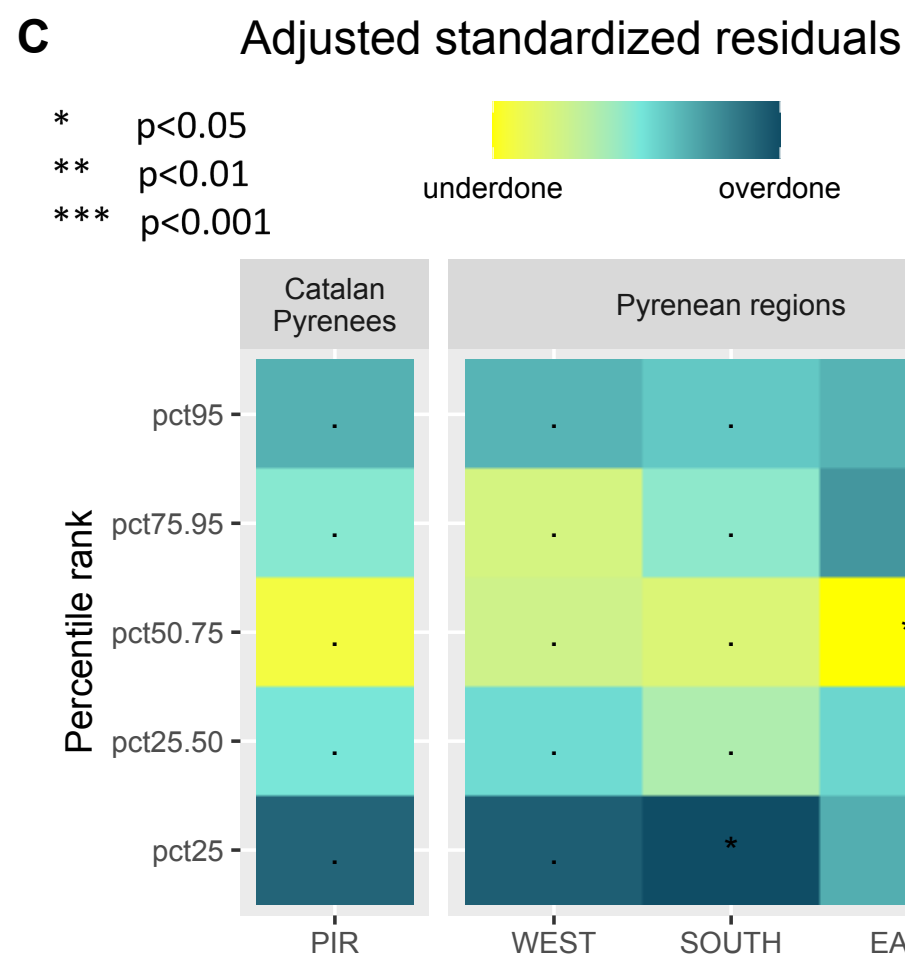 C Adjusted standardized residuals
* p<0.05
** p<0.01
*** p<0.001
underdone overdone
Catalan
Pyrenees
Pyrenean regions
Percentile rank
pct95 . . .
pct75.95 . . .
pct50.75 . . . *
pct25.50 . . .
pct25 . . *
PIR WEST SOUTH EA